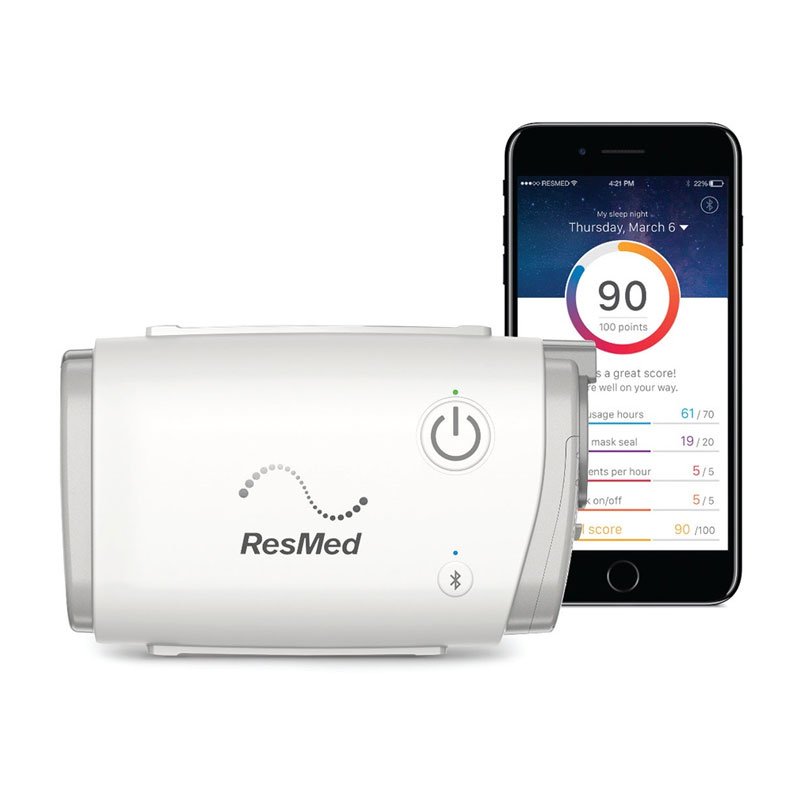 ResMed
●●●○○ RESMED 4:21 PM 22%
My sleep night
Thursday, March 6
90
100 points
s a great score!
re well on your way.
usage hours 61 / 70
mask seal 19 / 20
ents per hour 5 / 5
k on/off 5 / 5
l score 90 /100